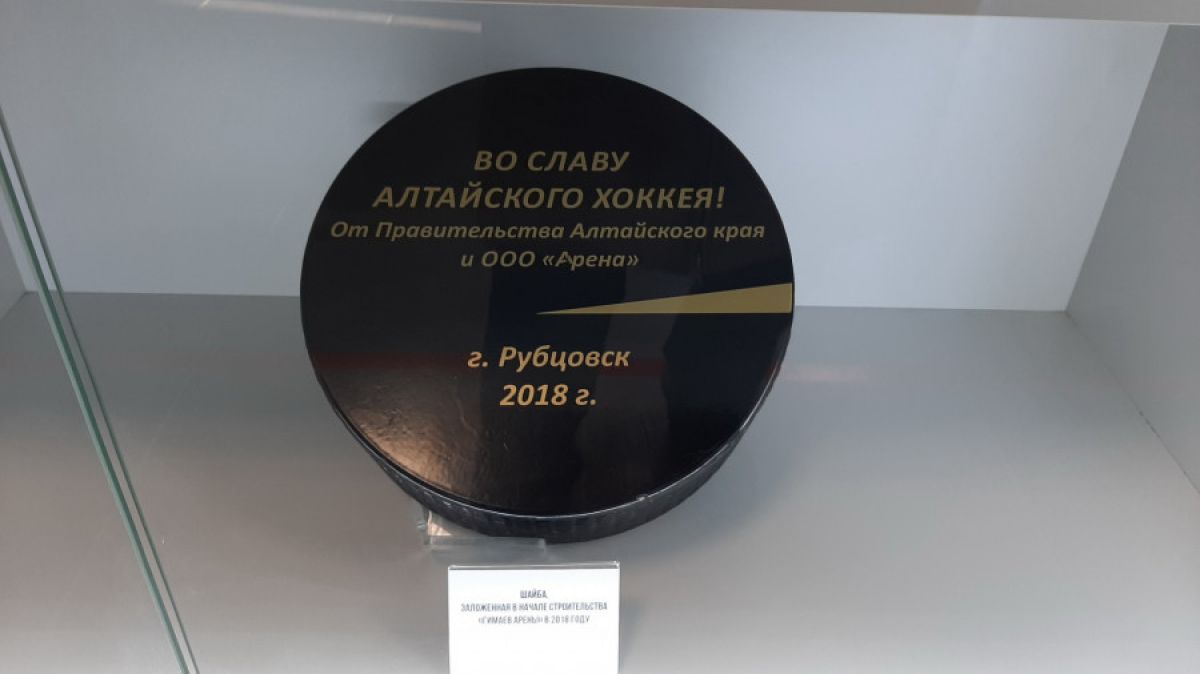 ВО СЛАВУ
АЛТАЙСКОГО ХОККЕЯ!
От Правительства Алтайского края
и ООО «Арена»
г. Рубцовск
2018 г.
ШАЙБА,
ЗАЛОЖЕННАЯ В НАЧАЛЕ СТРОИТЕЛЬСТВА
«ГИМАЕВ АРЕНЫ» В 2018 ГОДУ